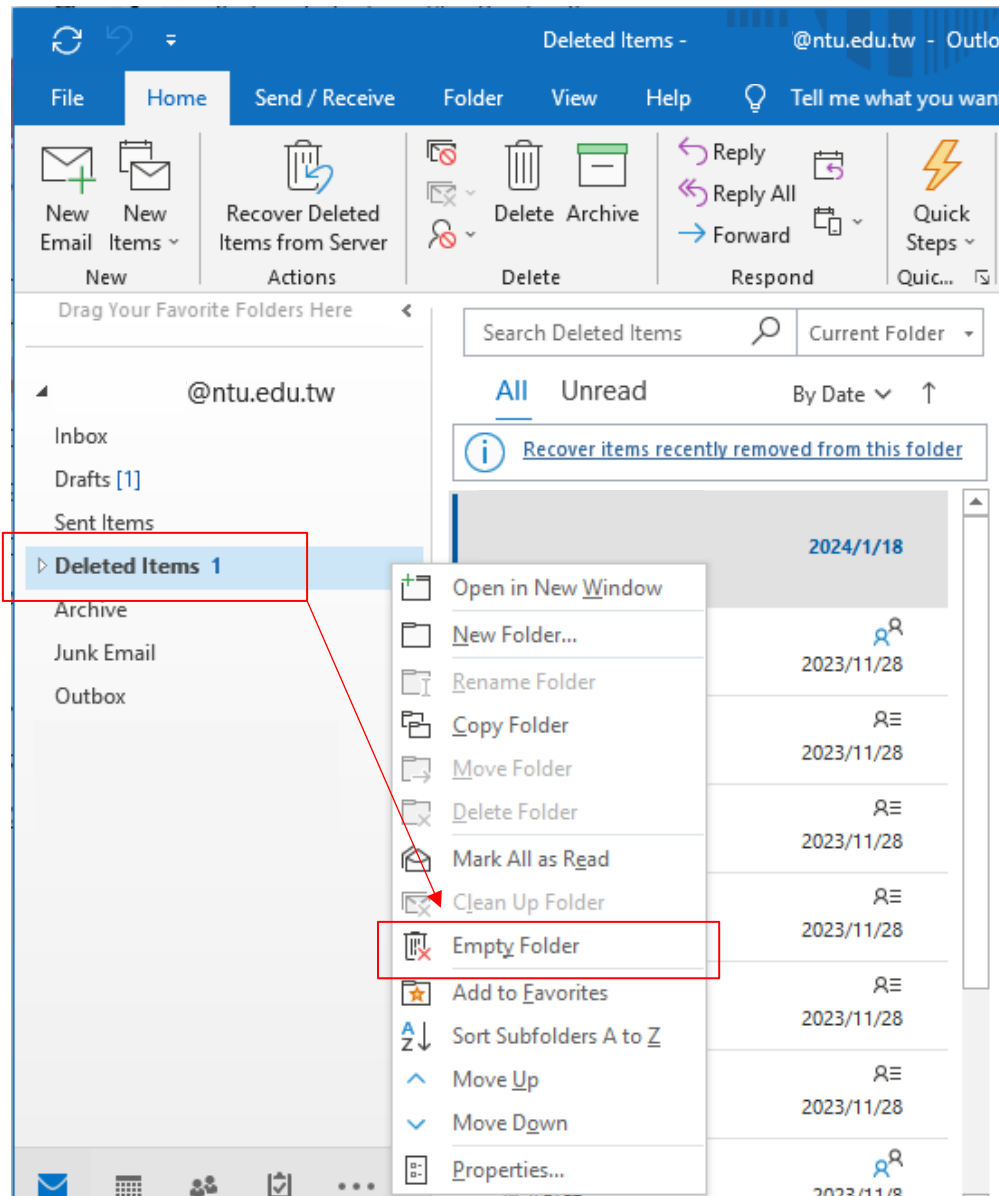 Deleted Items - @ntu.edu.tw - Outlo
File Home Send / Receive Folder View Help Tell me what you wan
New Email
New Items
Recover Deleted Items from Server
Delete Archive
Reply
Reply All
Forward
Quick Steps
New Actions Delete Respond Quic...
Drag Your Favorite Folders Here
Search Deleted Items Current Folder
@ntu.edu.tw
All Unread By Date
Inbox
Recover items recently removed from this folder
Drafts [1]
Sent Items
Deleted Items 1
Archive
Junk Email
Outbox
Open in New Window
New Folder...
Rename Folder
Copy Folder
Move Folder
Delete Folder
Mark All as Read
Clean Up Folder
Empty Folder
Add to Favorites
Sort Subfolders A to Z
Move Up
Move Down
Properties...
2024/1/18
2023/11/28
2023/11/28
2023/11/28
2023/11/28
2023/11/28
2023/11/28
2023/11/8